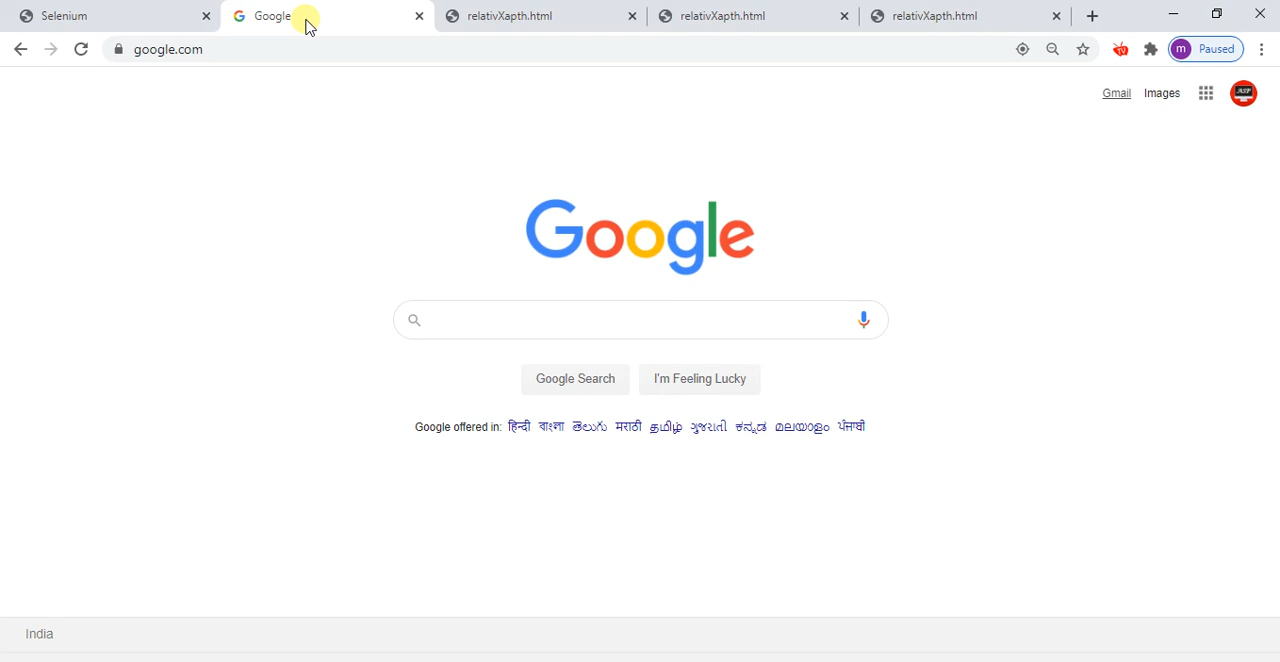 Selenium Google relativXapth.html relativXapth.html relativXapth.html
google.com m Paused
Gmail Images ASP
Google
Google Search I'm Feeling Lucky
Google offered in: हिन्दी বাংলা తెలుగు मराठी தமிழ் ગુજરાતી ಕನ್ನಡ മലയാളം ਪੰਜਾਬੀ
India